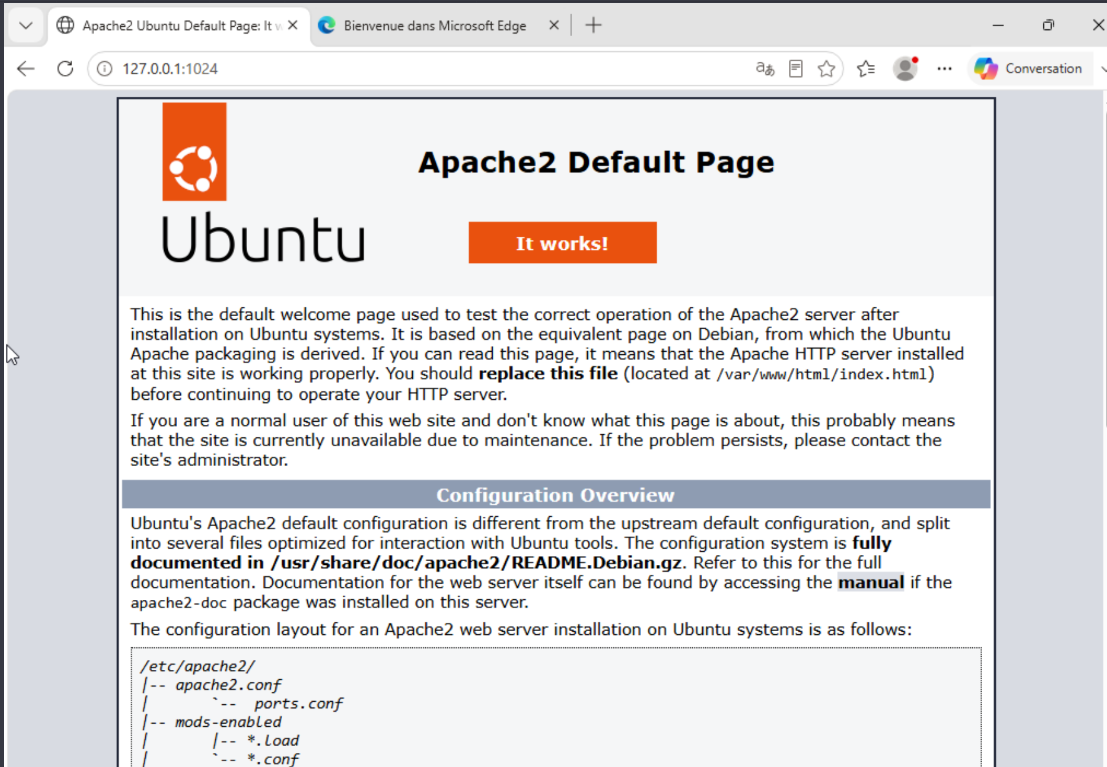 Apache2 Ubuntu Default Page: It w
Bienvenue dans Microsoft Edge
127.0.0.1:1024
Conversation
Ubuntu
Apache2 Default Page
It works!
This is the default welcome page used to test the correct operation of the Apache2 server after
installation on Ubuntu systems. It is based on the equivalent page on Debian, from which the Ubuntu
Apache packaging is derived. If you can read this page, it means that the Apache HTTP server installed
at this site is working properly. You should replace this file (located at /var/www/html/index.html)
before continuing to operate your HTTP server.
If you are a normal user of this web site and don't know what this page is about, this probably means
that the site is currently unavailable due to maintenance. If the problem persists, please contact the
site's administrator.
Configuration Overview
Ubuntu's Apache2 default configuration is different from the upstream default configuration, and split
into several files optimized for interaction with Ubuntu tools. The configuration system is fully
documented in /usr/share/doc/apache2/README.Debian.gz. Refer to this for the full
documentation. Documentation for the web server itself can be found by accessing the manual if the
apache2-doc package was installed on this server.
The configuration layout for an Apache2 web server installation on Ubuntu systems is as follows:
/etc/apache2/
|-- apache2.conf
|       `--  ports.conf
|-- mods-enabled
|       |-- *.load
|       `-- *.conf